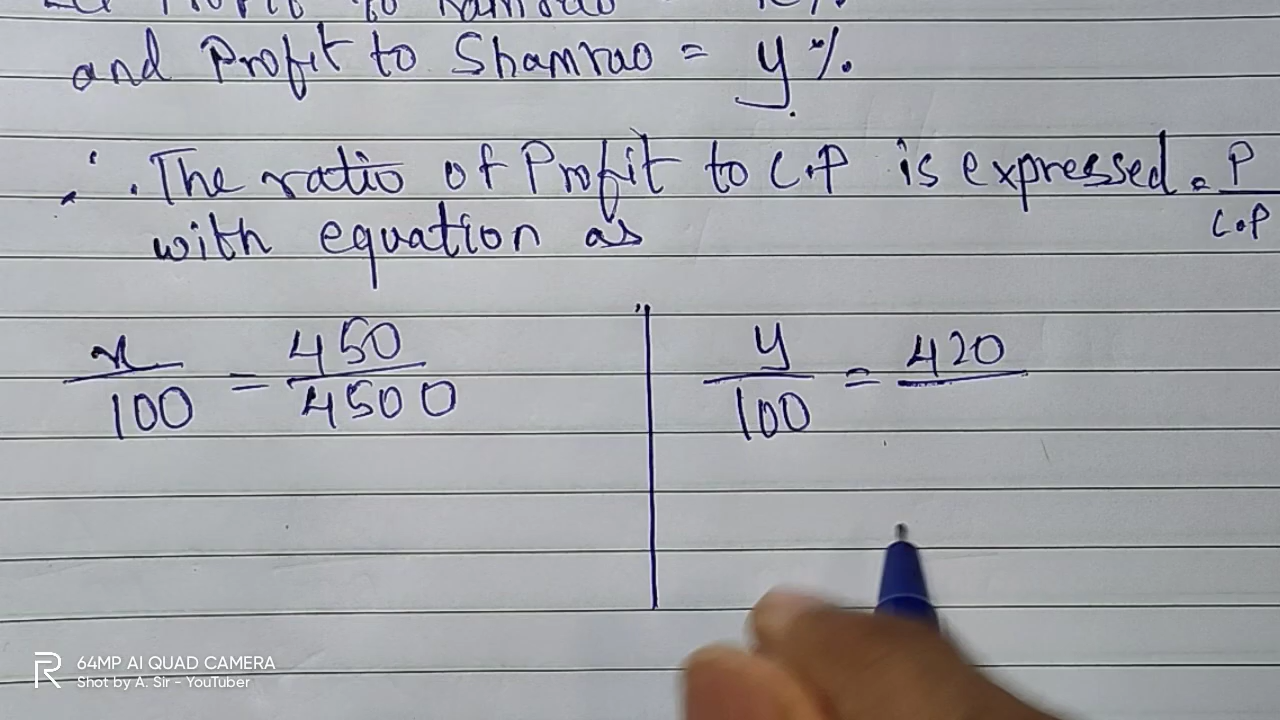 and Profit to Shamrao = y %.
∴ The ratio of Profit to C.P is expressed = P/C.P
with equation as
x/100 = 450/4500
y/100 = 420
64MP AI QUAD CAMERA
Shot by A. Sir - YouTuber